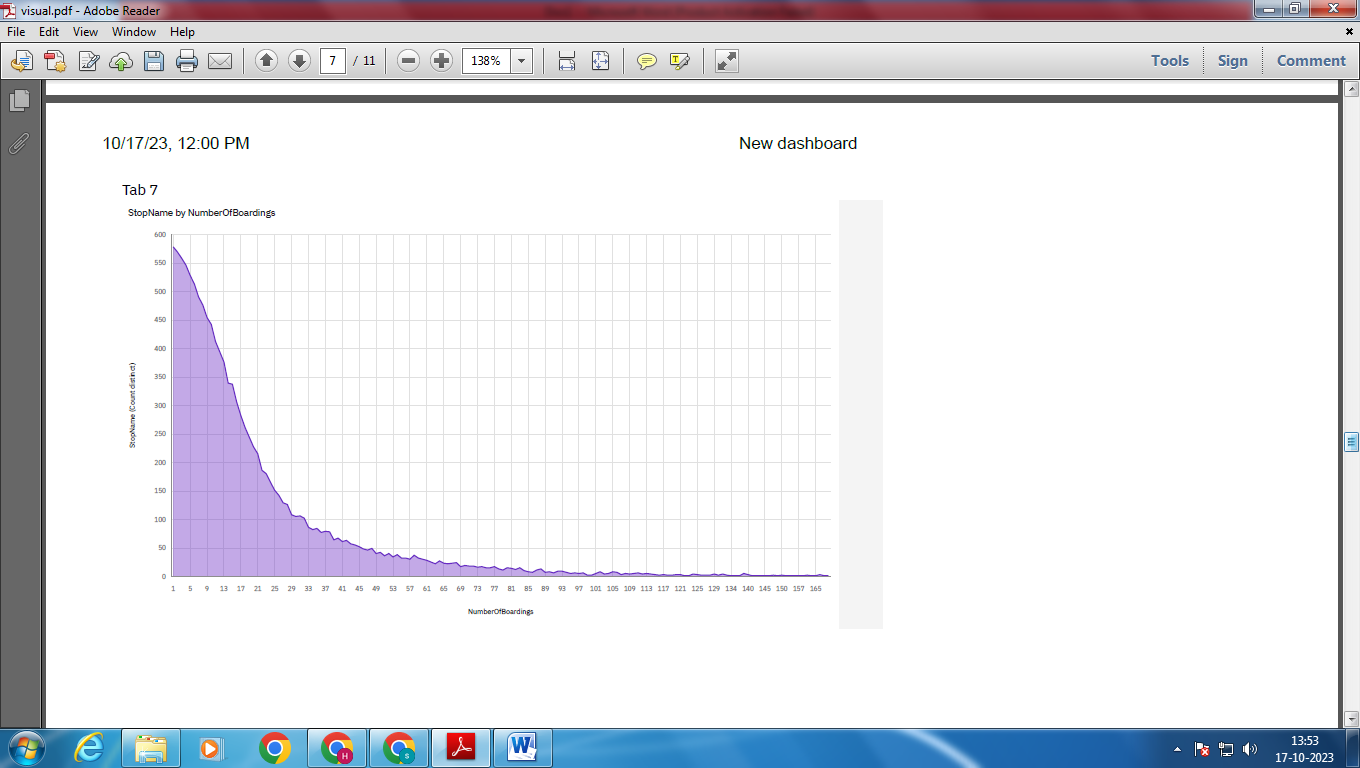 visual.pdf - Adobe Reader
File Edit View Window Help
7 / 11 138% Tools Sign Comment
10/17/23, 12:00 PM New dashboard
Tab 7
StopName by NumberOfBoardings
600
550
500
450
400
350
300
250
200
150
100
50
0
StopName (Count distinct)
1 5 9 13 17 21 25 29 33 37 41 45 49 53 57 61 65 69 73 77 81 85 89 93 97 101 105 109 113 117 121 125 129 134 140 145 150 157 165
NumberOfBoardings
13:53
17-10-2023